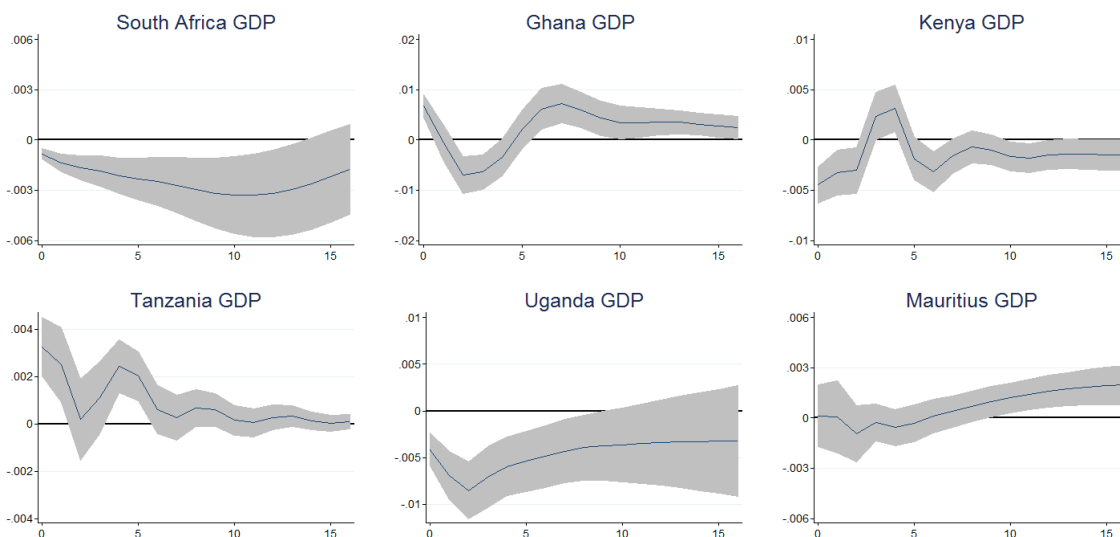 South Africa GDP
.006
.003
0
-.003
-.006
0 5 10 15
Ghana GDP
.02
.01
0
-.01
-.02
0 5 10 15
Kenya GDP
.01
.005
0
-.005
-.01
0 5 10 15
Tanzania GDP
.004
.002
0
-.002
-.004
0 5 10 15
Uganda GDP
.01
.005
0
-.005
-.01
0 5 10 15
Mauritius GDP
.006
.003
0
-.003
-.006
0 5 10 15